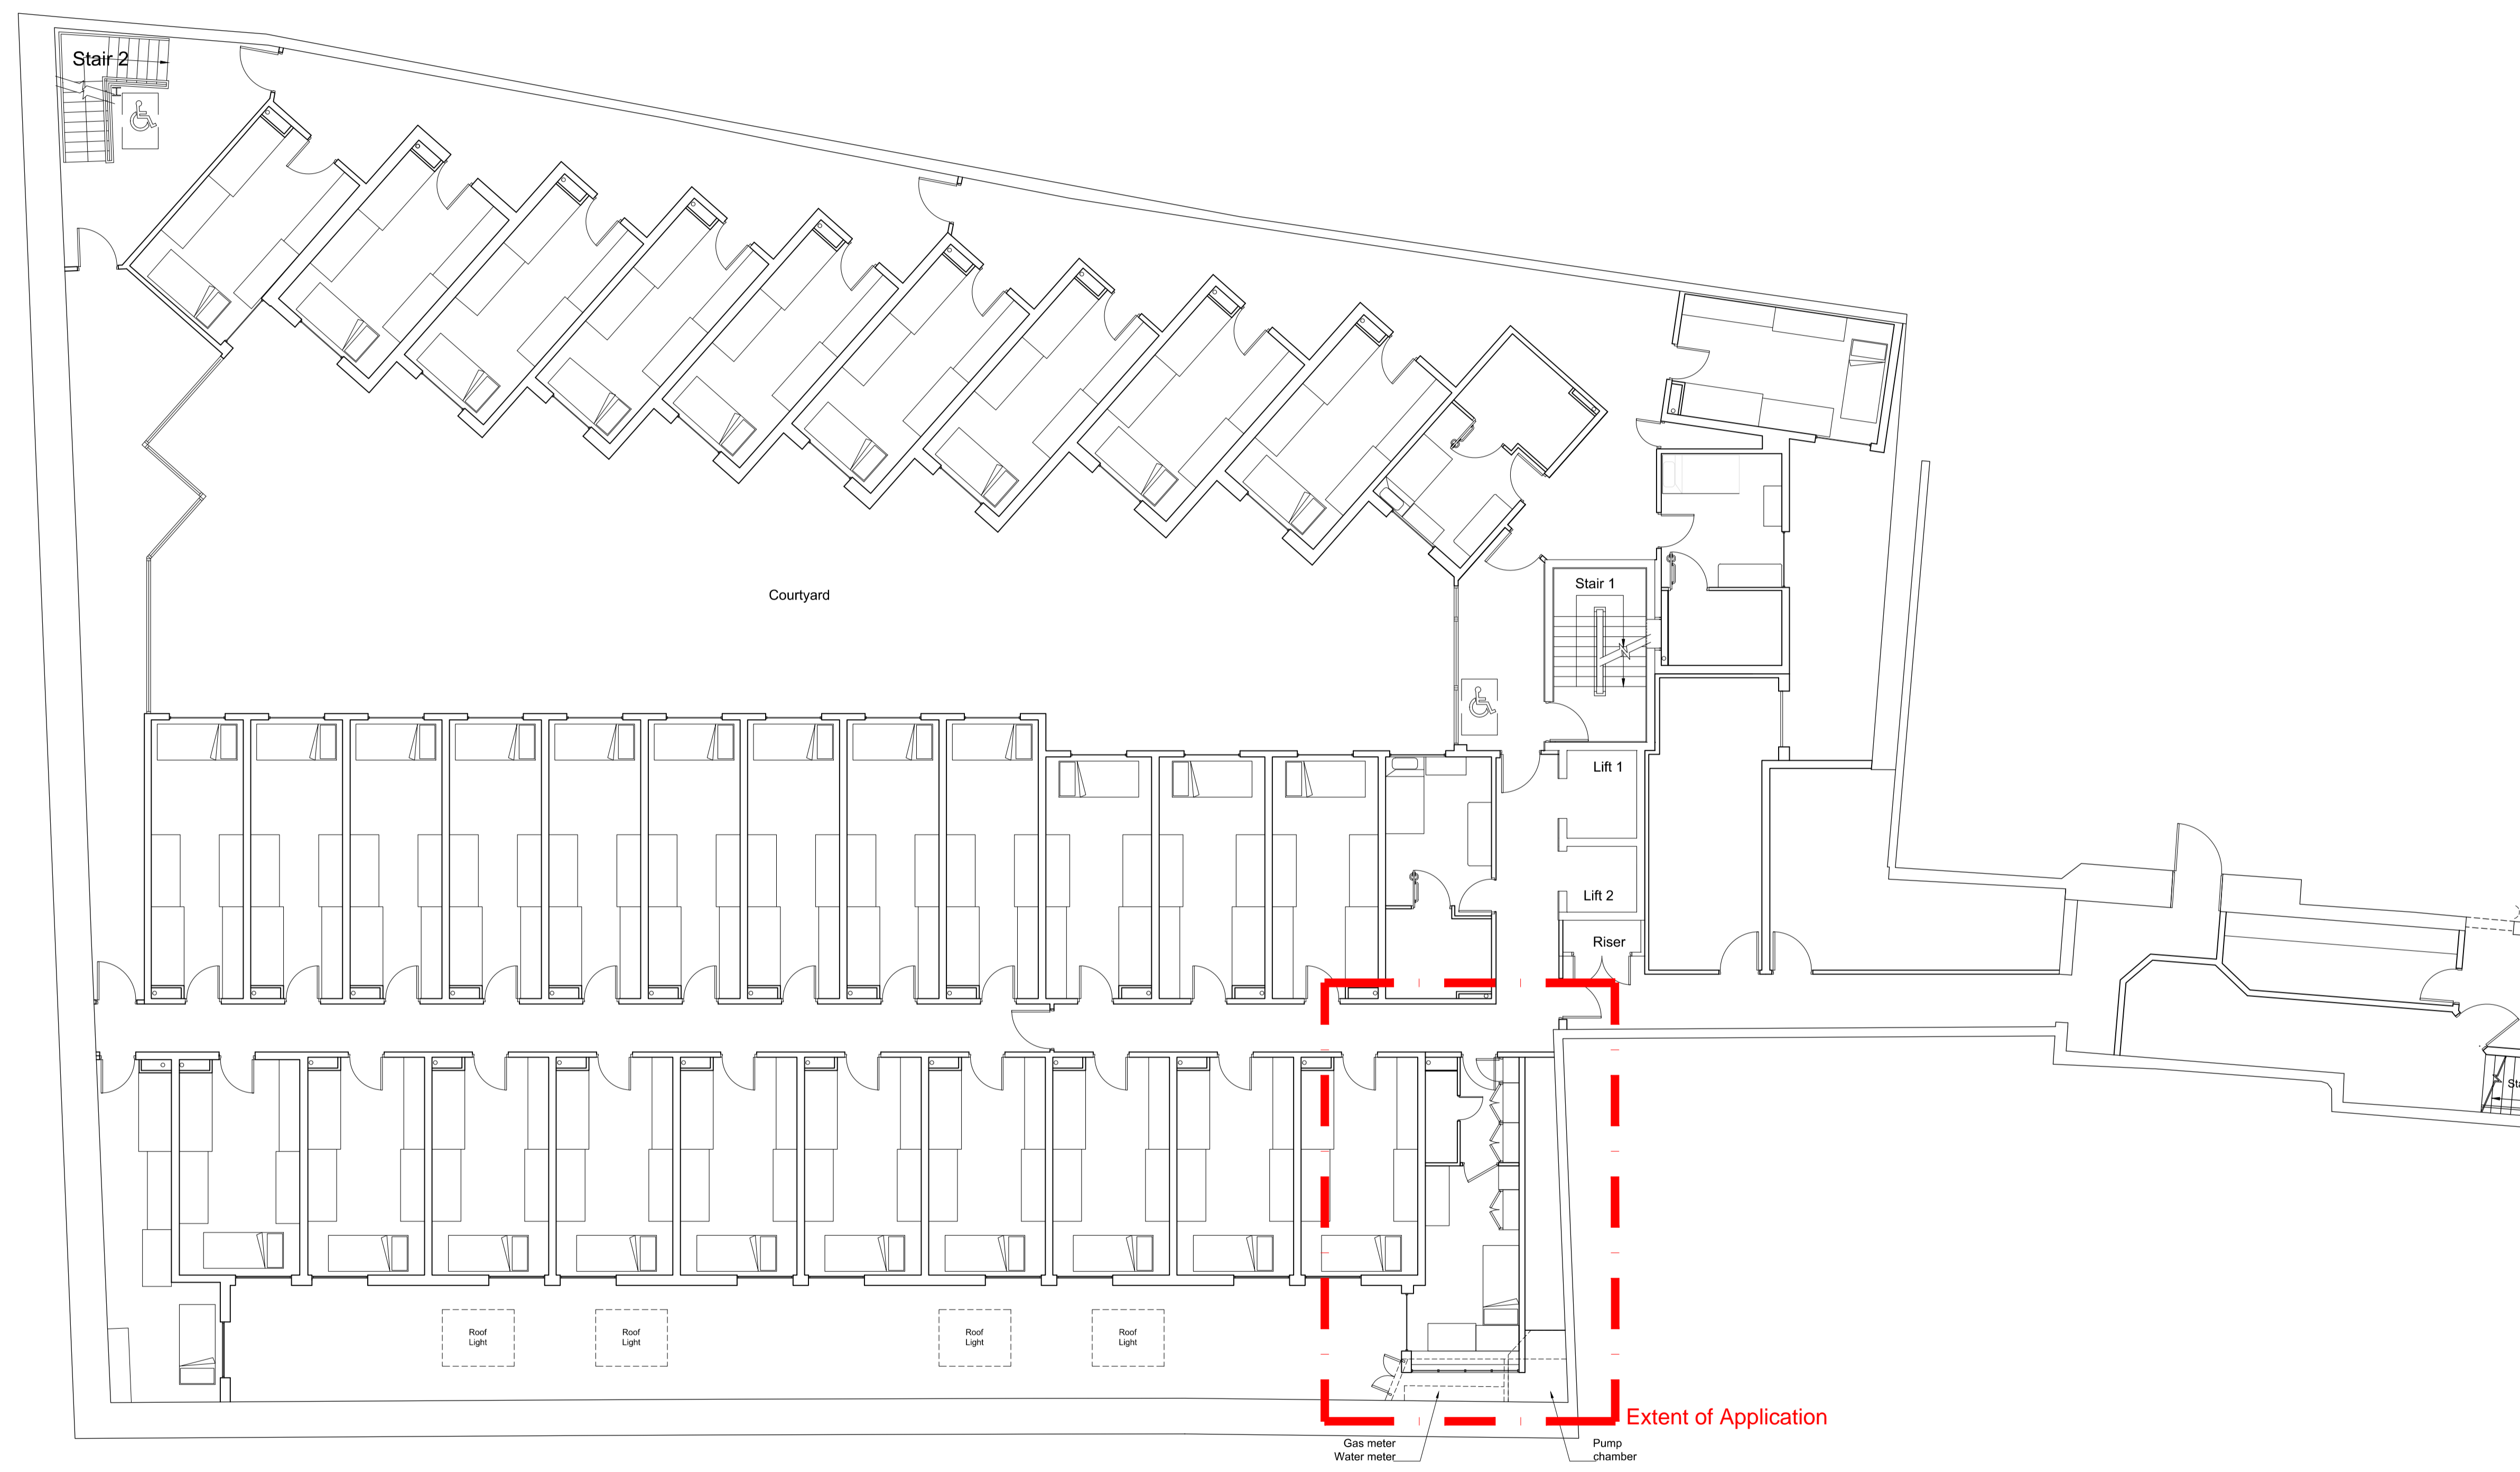 Stair 2
Courtyard
Stair 1
Lift 1
Lift 2
Riser
Roof
Light
Roof
Light
Roof
Light
Roof
Light
Extent of Application
Gas meter
Water meter
Pump
chamber